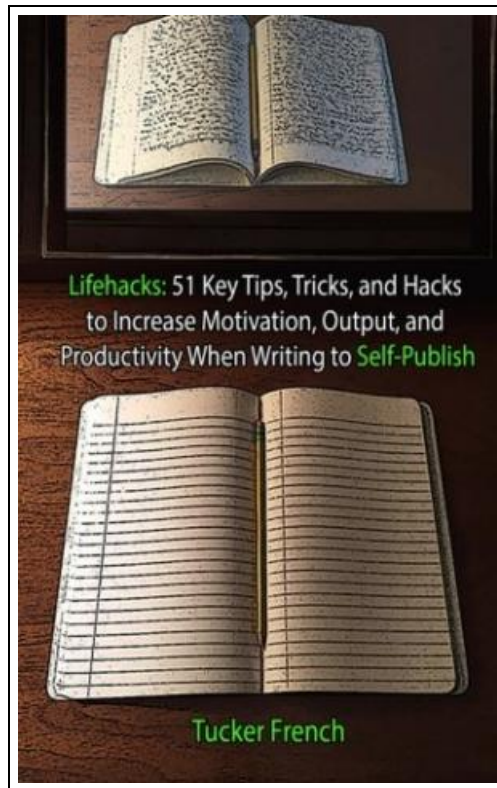 Lifehacks: 51 Key Tips, Tricks, and Hacks
to Increase Motivation, Output, and
Productivity When Writing to Self-Publish
Tucker French